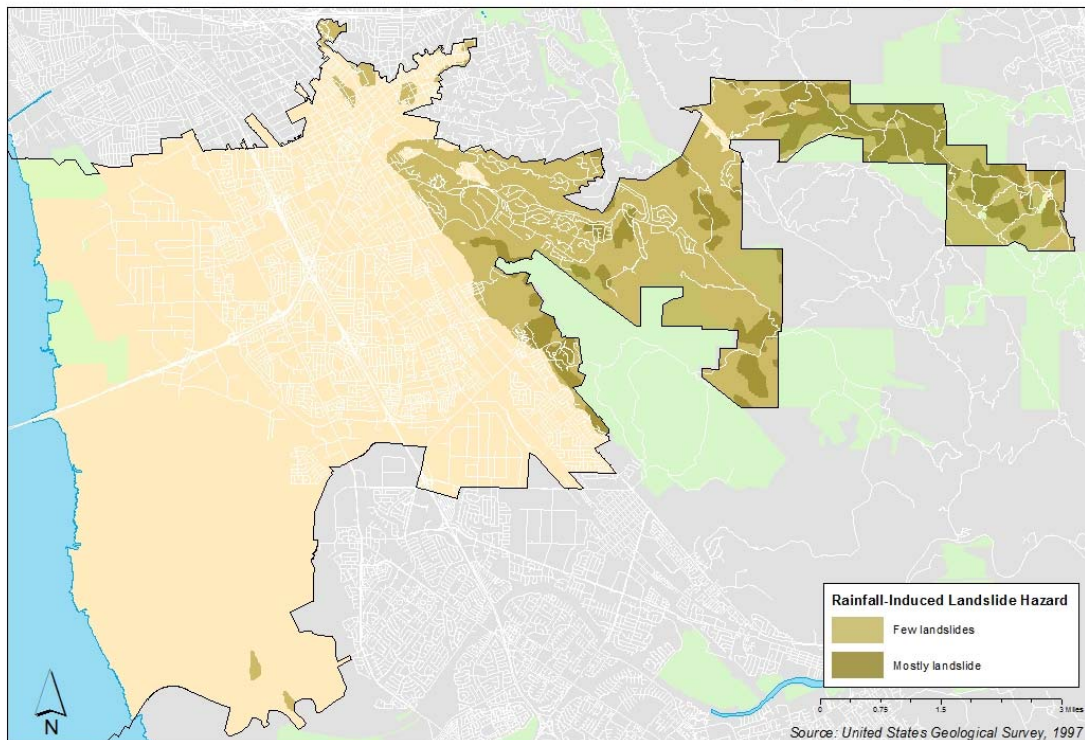 Rainfall-Induced Landslide Hazard
Few landslides
Mostly landslide
0 0.75 1.5 3 Miles
N
Source: United States Geological Survey, 1997